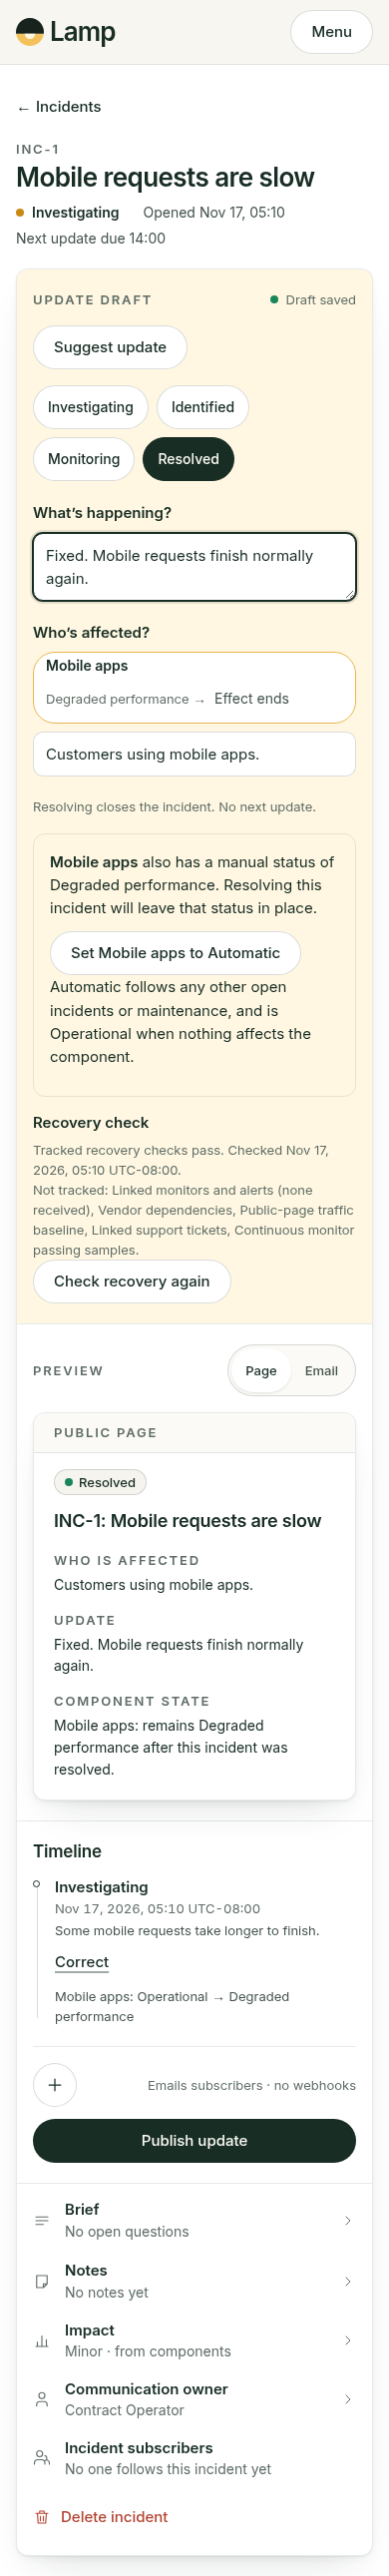 Lamp
Menu
← Incidents
INC-1
Mobile requests are slow
Investigating Opened Nov 17, 05:10
Next update due 14:00
UPDATE DRAFT
Draft saved
Suggest update
Investigating
Identified
Monitoring
Resolved
What’s happening?
Fixed. Mobile requests finish normally
again.
Who’s affected?
Mobile apps
Degraded performance → Effect ends
Customers using mobile apps.
Resolving closes the incident. No next update.
Mobile apps also has a manual status of
Degraded performance. Resolving this
incident will leave that status in place.
Set Mobile apps to Automatic
Automatic follows any other open
incidents or maintenance, and is
Operational when nothing affects the
component.
Recovery check
Tracked recovery checks pass. Checked Nov 17,
2026, 05:10 UTC-08:00.
Not tracked: Linked monitors and alerts (none
received), Vendor dependencies, Public-page traffic
baseline, Linked support tickets, Continuous monitor
passing samples.
Check recovery again
PREVIEW
Page
Email
PUBLIC PAGE
Resolved
INC-1: Mobile requests are slow
WHO IS AFFECTED
Customers using mobile apps.
UPDATE
Fixed. Mobile requests finish normally
again.
COMPONENT STATE
Mobile apps: remains Degraded
performance after this incident was
resolved.
Timeline
Investigating
Nov 17, 2026, 05:10 UTC-08:00
Some mobile requests take longer to finish.
Correct
Mobile apps: Operational → Degraded
performance
Emails subscribers · no webhooks
Publish update
Brief
No open questions
Notes
No notes yet
Impact
Minor · from components
Communication owner
Contract Operator
Incident subscribers
No one follows this incident yet
Delete incident